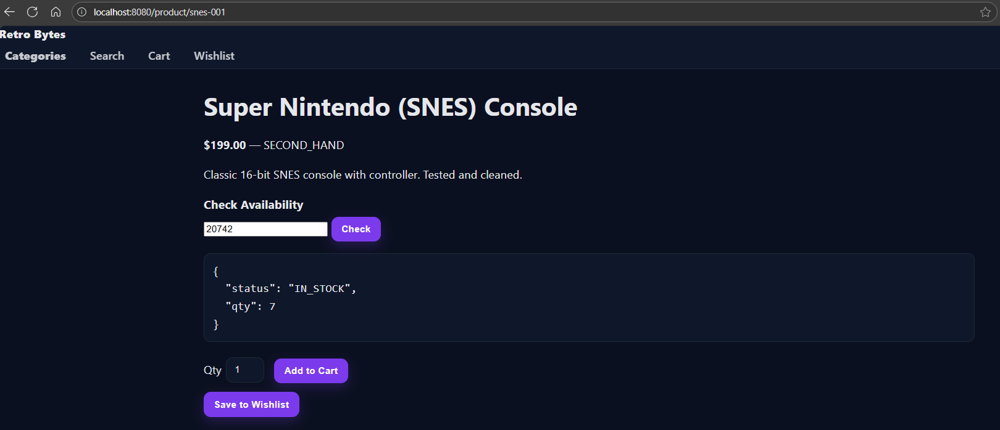 localhost:8080/product/snes-001
Retro Bytes
Categories Search Cart Wishlist
Super Nintendo (SNES) Console
$199.00 — SECOND_HAND
Classic 16-bit SNES console with controller. Tested and cleaned.
Check Availability
20742 Check
{
  "status": "IN_STOCK",
  "qty": 7
}
Qty 1 Add to Cart
Save to Wishlist